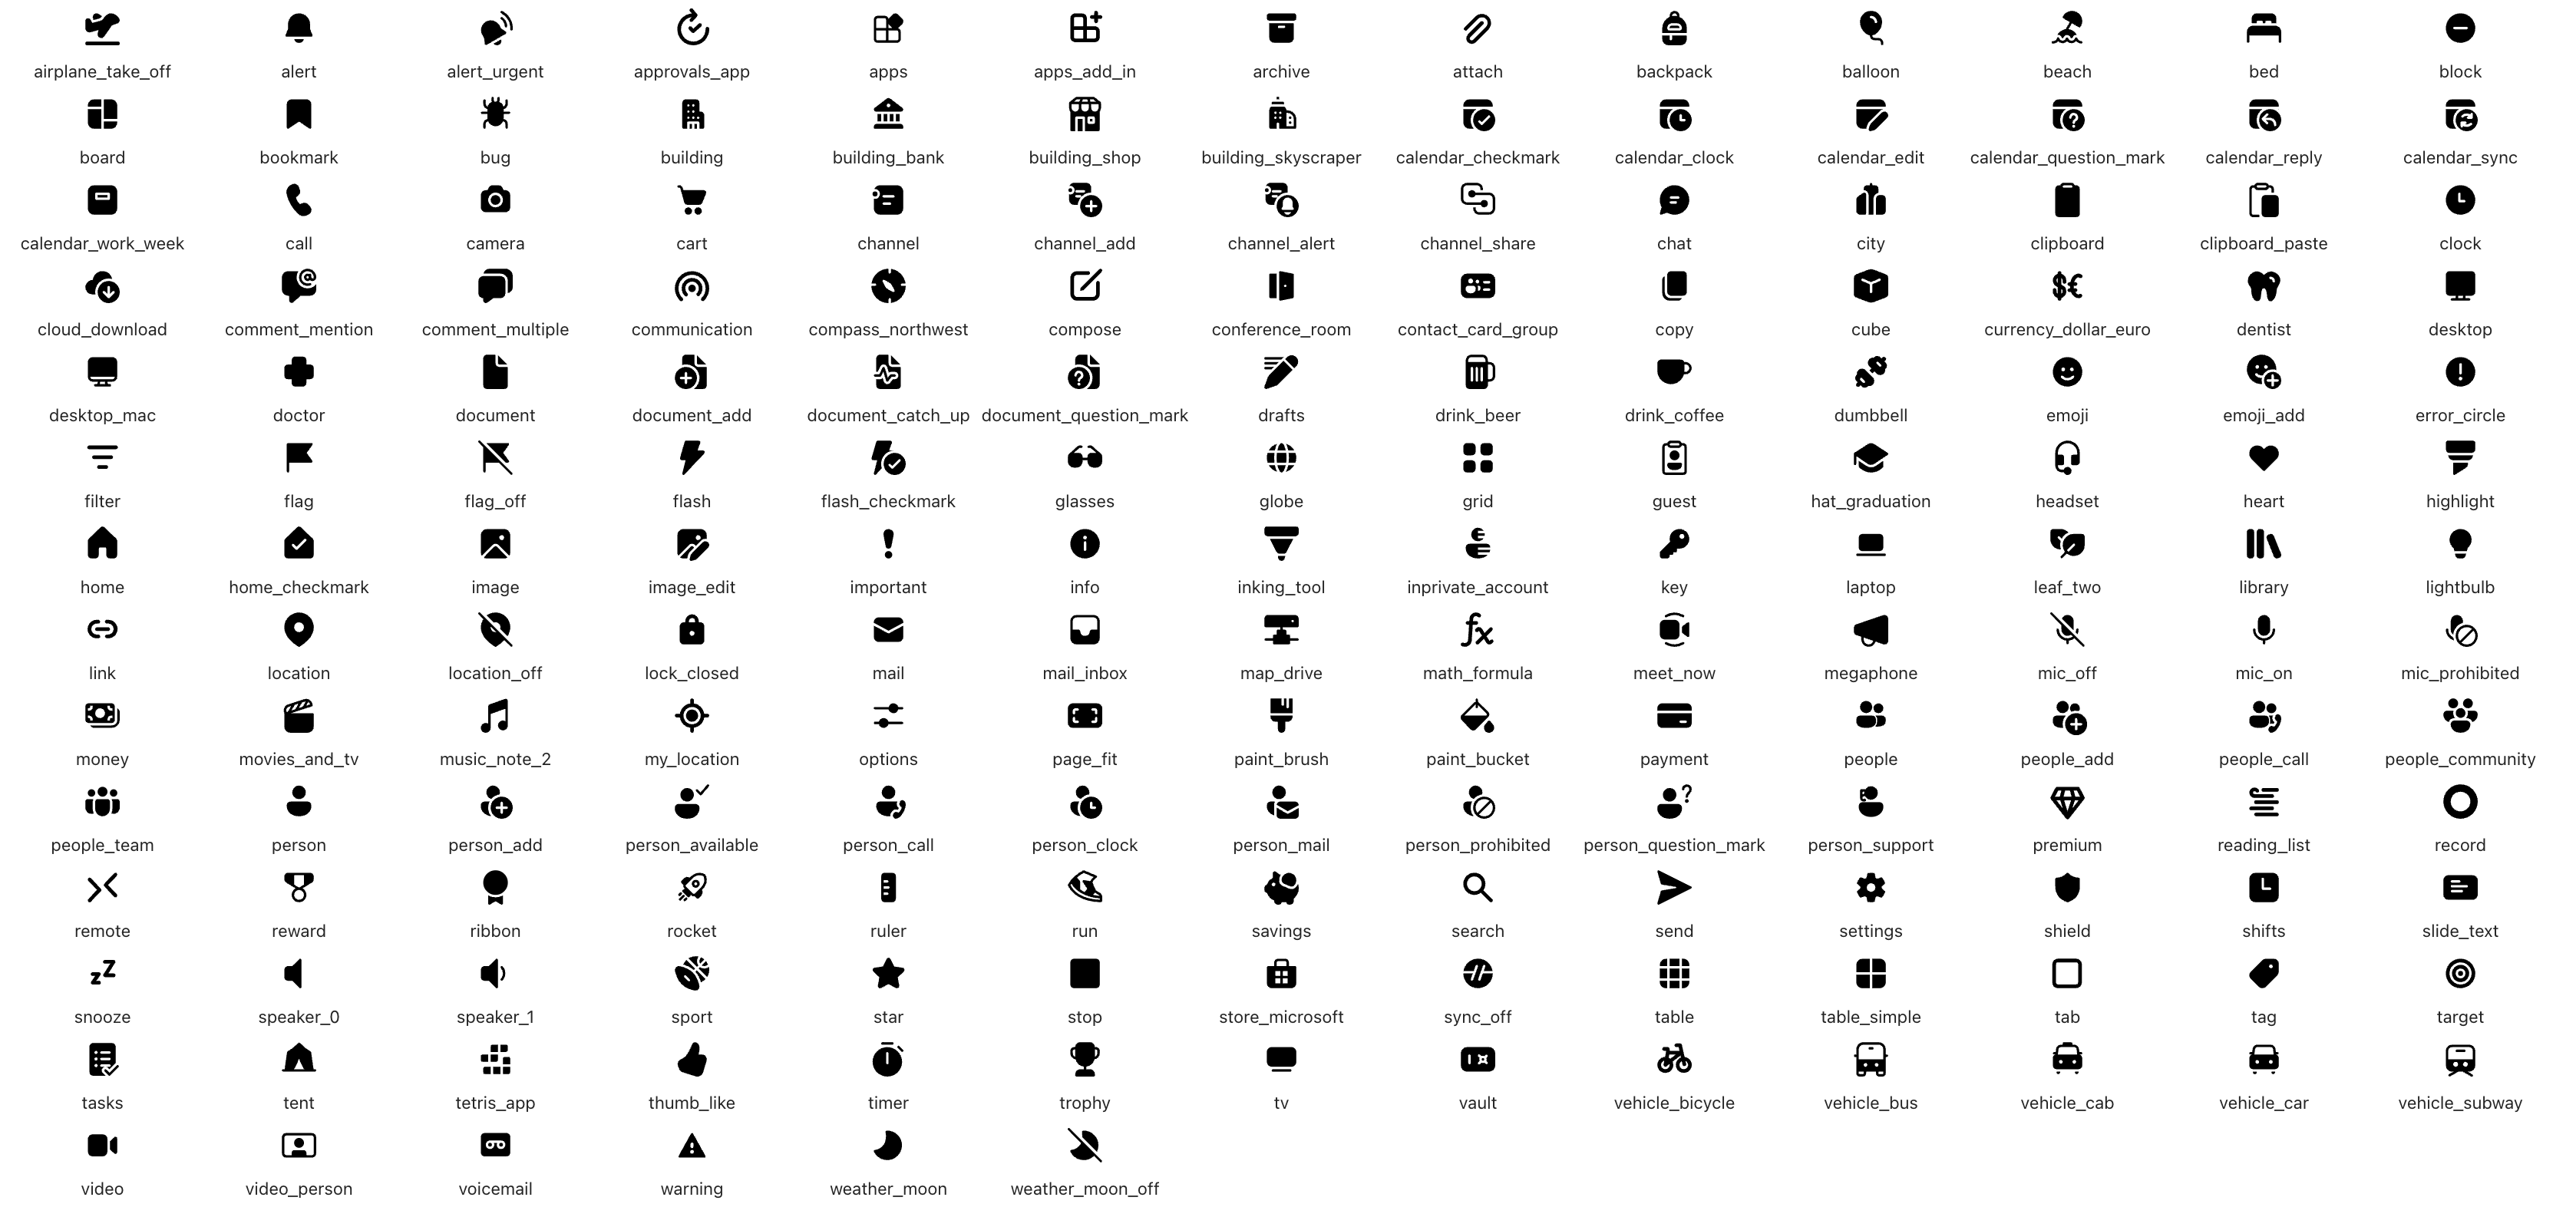 airplane_take_off alert alert_urgent approvals_app apps apps_add_in archive attach backpack balloon beach bed block
board bookmark bug building building_bank building_shop building_skyscraper calendar_checkmark calendar_clock calendar_edit calendar_question_mark calendar_reply calendar_sync
calendar_work_week call camera cart channel channel_add channel_alert channel_share chat city clipboard clipboard_paste clock
cloud_download comment_mention comment_multiple communication compass_northwest compose conference_room contact_card_group copy cube currency_dollar_euro dentist desktop
desktop_mac doctor document document_add document_catch_up document_question_mark drafts drink_beer drink_coffee dumbbell emoji emoji_add error_circle
filter flag flag_off flash flash_checkmark glasses globe grid guest hat_graduation headset heart highlight
home home_checkmark image image_edit important info inking_tool inprivate_account key laptop leaf_two library lightbulb
link location location_off lock_closed mail mail_inbox map_drive math_formula meet_now megaphone mic_off mic_on mic_prohibited
money movies_and_tv music_note_2 my_location options page_fit paint_brush paint_bucket payment people people_add people_call people_community
people_team person person_add person_available person_call person_clock person_mail person_prohibited person_question_mark person_support premium reading_list record
remote reward ribbon rocket ruler run savings search send settings shield shifts slide_text
snooze speaker_0 speaker_1 sport star stop store_microsoft sync_off table table_simple tab tag target
tasks tent tetris_app thumb_like timer trophy tv vault vehicle_bicycle vehicle_bus vehicle_cab vehicle_car vehicle_subway
video video_person voicemail warning weather_moon weather_moon_off